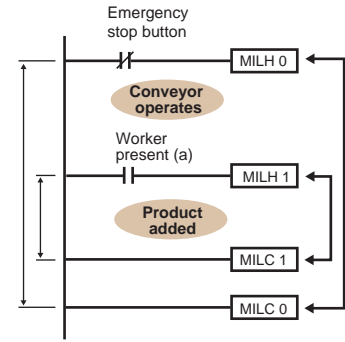 Emergency
stop button
MILH 0
Conveyor
operates
Worker
present (a)
MILH 1
Product
added
MILC 1
MILC 0